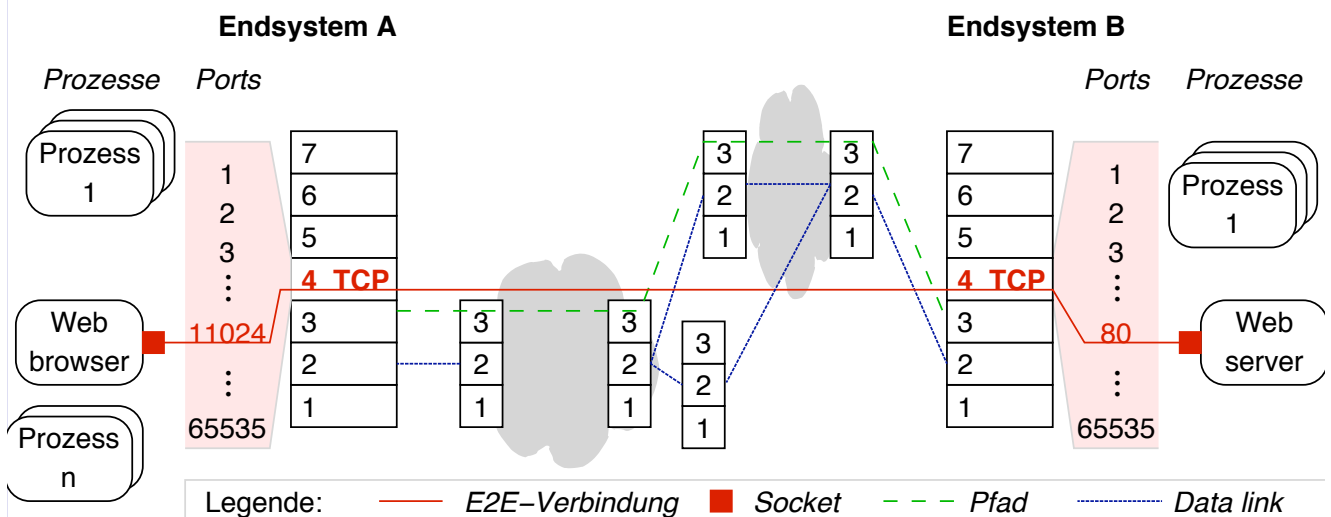 Endsystem A
Endsystem B
Prozesse
Ports
Ports
Prozesse
Prozess
1
1
2
3
⋮
11024
⋮
65535
Web
browser
Prozess
n
7
6
5
4 TCP
3
2
1
3
2
1
3
2
1
3
2
1
3
2
1
3
2
1
7
6
5
4 TCP
3
2
1
1
2
3
⋮
80
⋮
65535
Prozess
1
Web
server
Legende:
E2E−Verbindung
Socket
Pfad
Data link